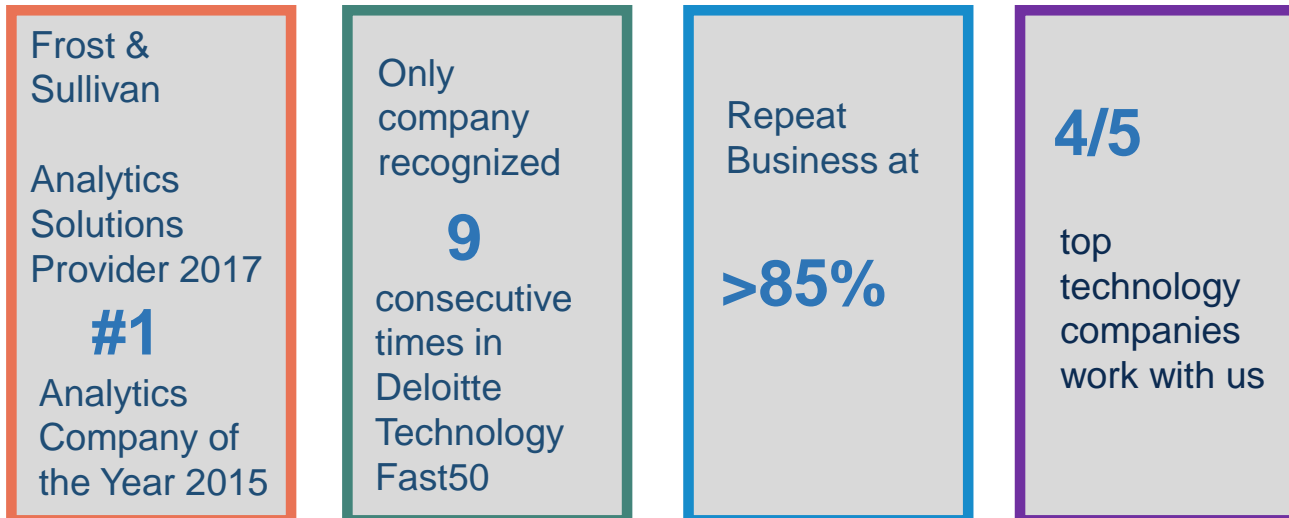 Frost &
Sullivan
Analytics
Solutions
Provider 2017
#1
Analytics
Company of
the Year 2015
Only
company
recognized
9
consecutive
times in
Deloitte
Technology
Fast50
Repeat
Business at
>85%
4/5
top
technology
companies
work with us